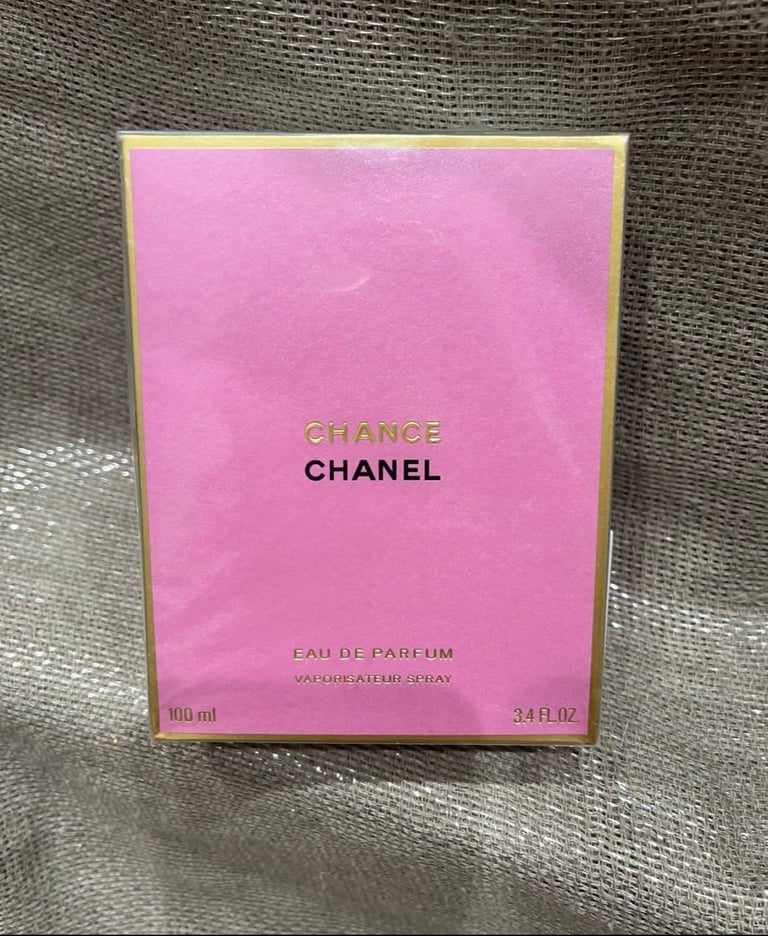 CHANCE
CHANEL
EAU DE PARFUM
VAPORISATEUR SPRAY
100 ml 3.4 FL.OZ.